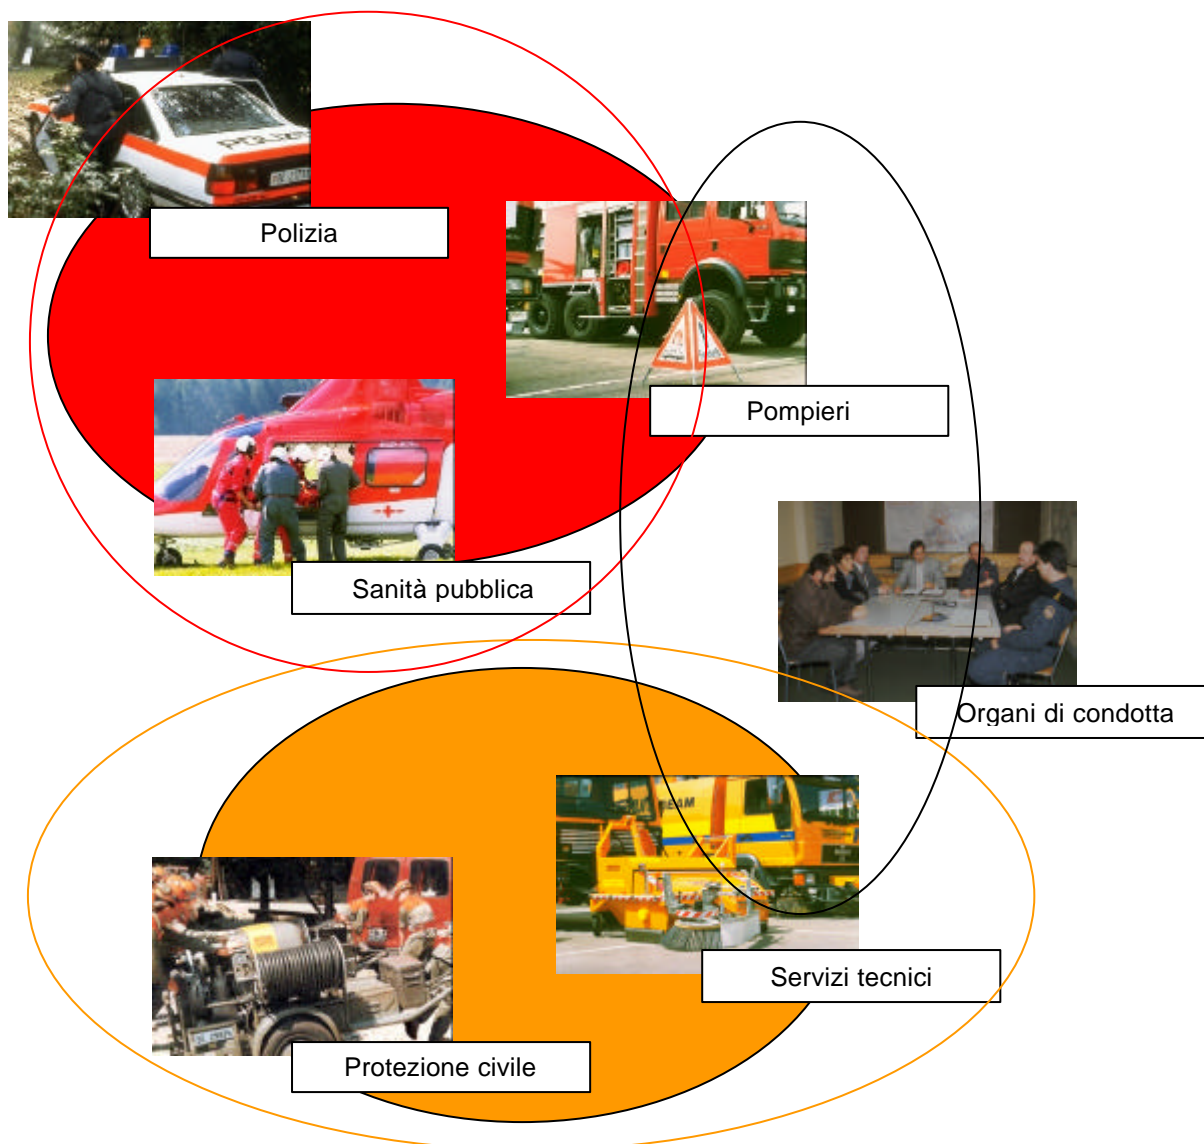 Polizia
Pompieri
Sanità pubblica
Organi di condotta
Servizi tecnici
Protezione civile